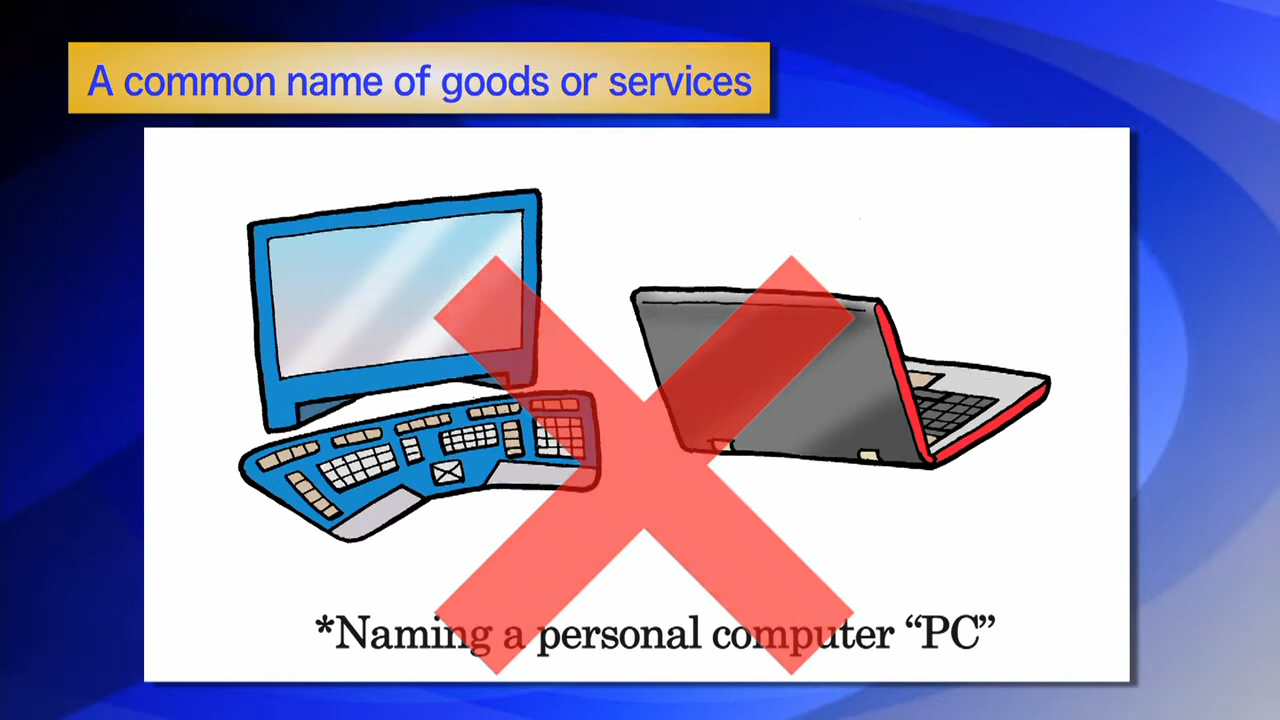 A common name of goods or services
*Naming a personal computer “PC”